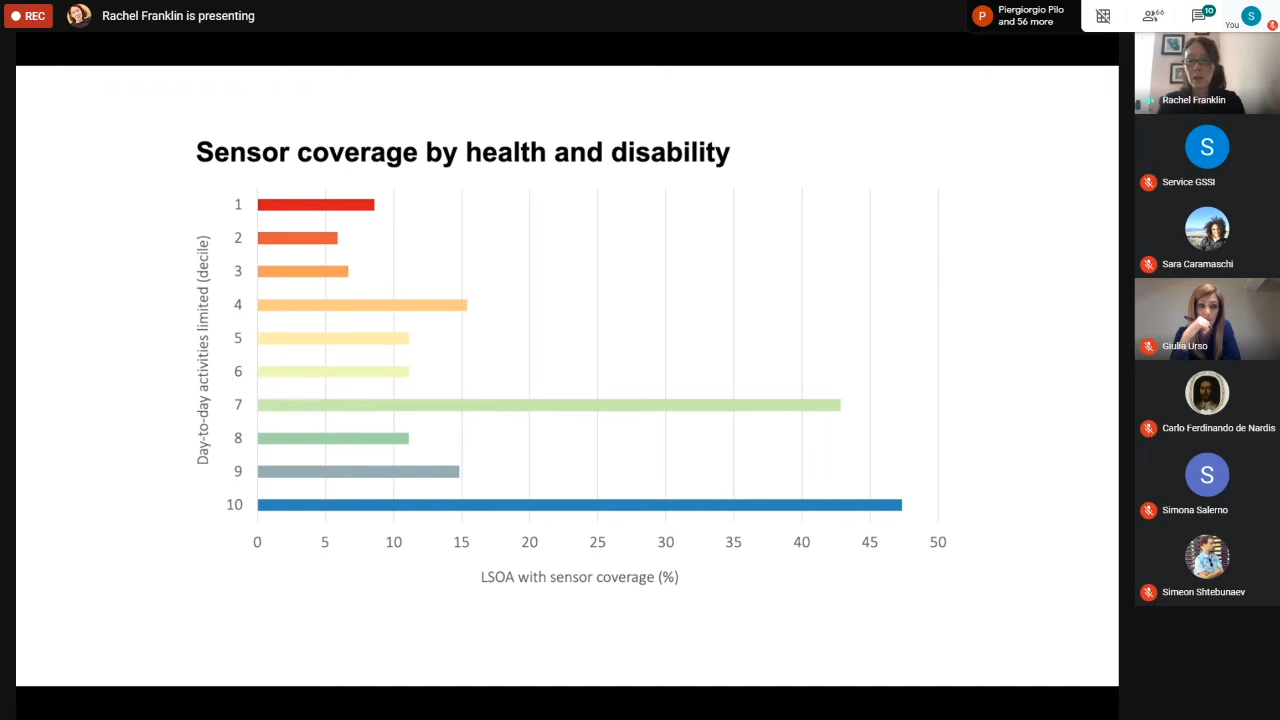 REC
Rachel Franklin is presenting
P
Piergiorgio Pilo
and 56 more
66
10
You
S
Sensor coverage by health and disability
Day-to-day activities limited (decile)
1
2
3
4
5
6
7
8
9
10
0 5 10 15 20 25 30 35 40 45 50
LSOA with sensor coverage (%)
Rachel Franklin
S
Service GSSI
Sara Caramaschi
Giulia Urso
Carlo Ferdinando de Nardis
S
Simona Salerno
Simeon Shtebunaev